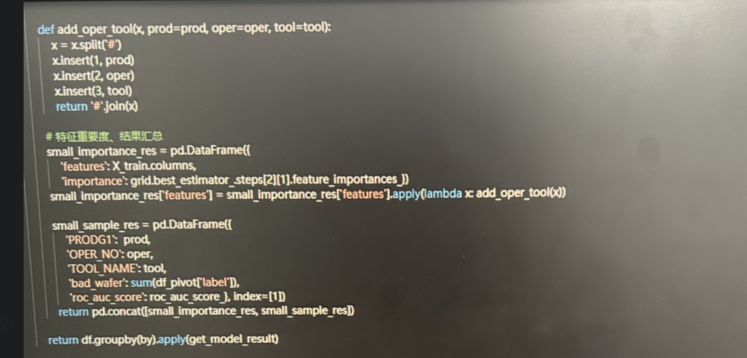 def add_oper_tool(x, prod=prod, oper=oper, tool=tool):
x = x.split('#')
x.insert(1, prod)
x.insert(2, oper)
x.insert(3, tool)
return '#'.join(x)
# 特征重要度、结果汇总
small_importance_res = pd.DataFrame({
'features': X_train.columns,
'importance': grid.best_estimator_.steps[2][1].feature_importances_})
small_importance_res['features'] = small_importance_res['features'].apply(lambda x: add_oper_tool(x))
small_sample_res = pd.DataFrame({
'PRODG1': prod,
'OPER_NO': oper,
'TOOL_NAME': tool,
'bad_wafer': sum(df_pivot['label']),
'roc_auc_score': roc_auc_score_}, index=[1])
return pd.concat([small_importance_res, small_sample_res])
return df.groupby(by).apply(get_model_result)